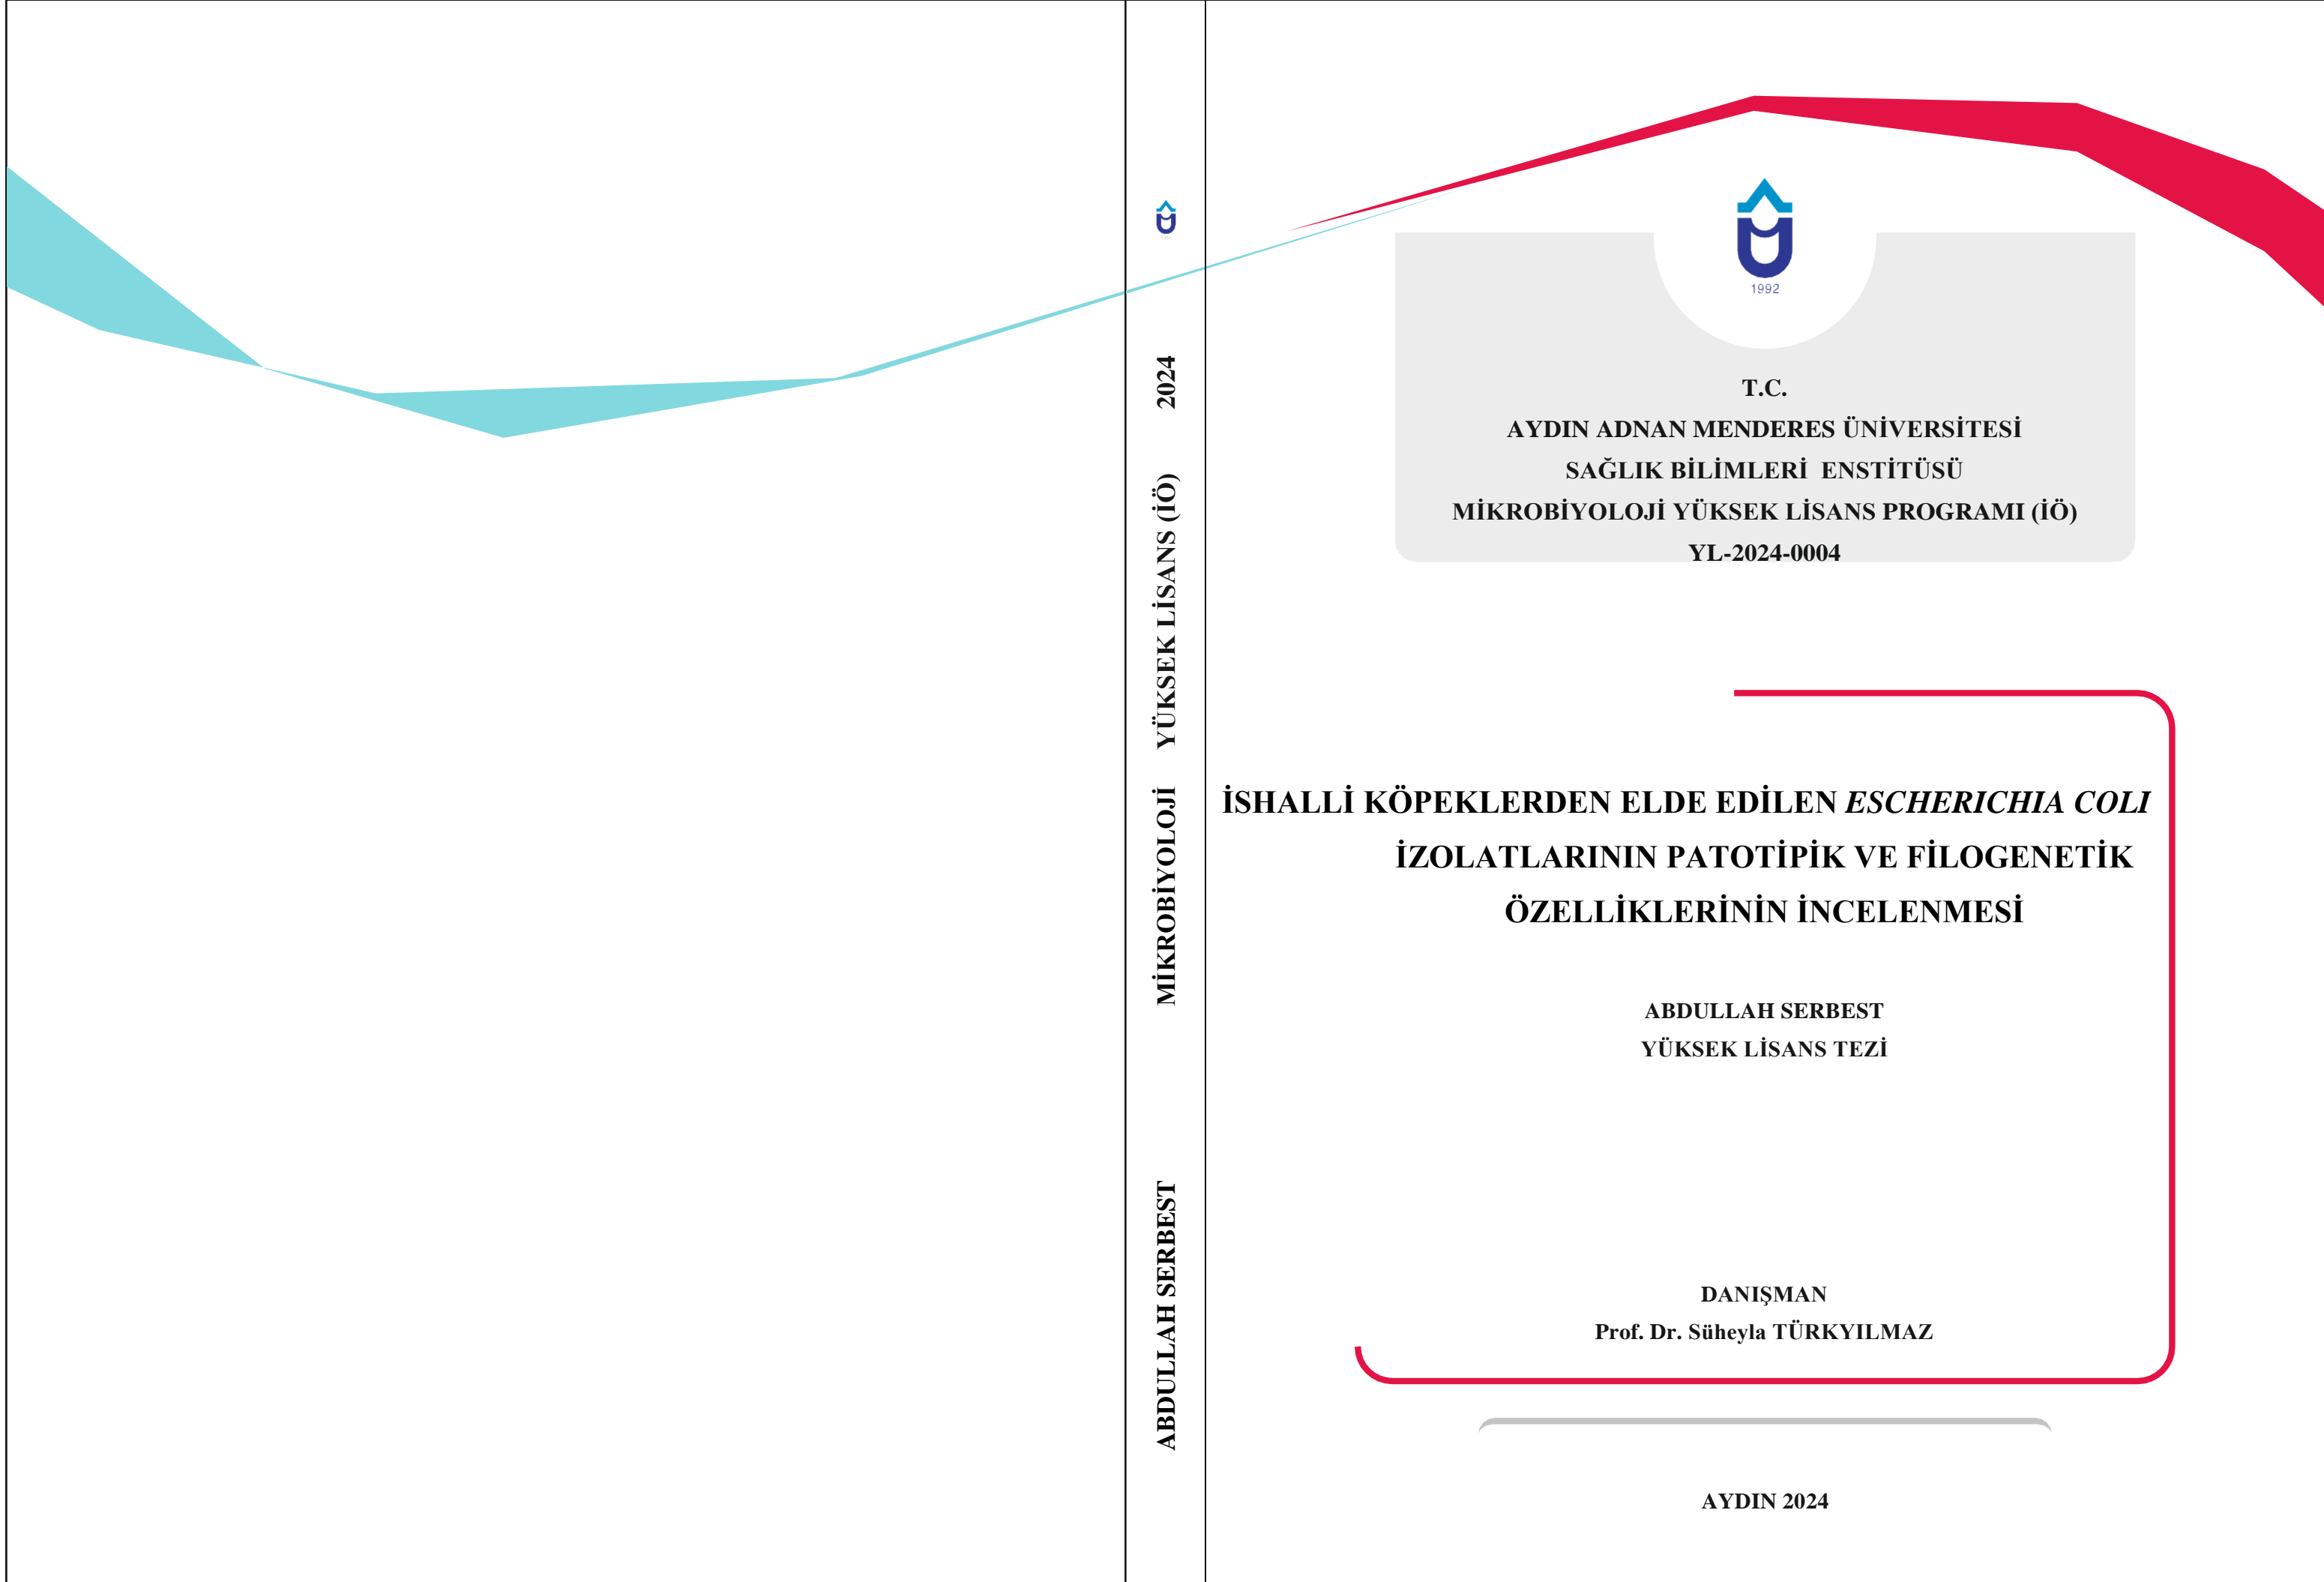 2024
YÜKSEK LİSANS (İÖ)
MİKROBİYOLOJİ
ABDULLAH SERBEST
1992
T.C.
AYDIN ADNAN MENDERES ÜNİVERSİTESİ
SAĞLIK BİLİMLERİ ENSTİTÜSÜ
MİKROBİYOLOJİ YÜKSEK LİSANS PROGRAMI (İÖ)
YL-2024-0004
İSHALLİ KÖPEKLERDEN ELDE EDİLEN ESCHERICHIA COLI
İZOLATLARININ PATOTİPİK VE FİLOGENETİK
ÖZELLİKLERİNİN İNCELENMESİ
ABDULLAH SERBEST
YÜKSEK LİSANS TEZİ
DANIŞMAN
Prof. Dr. Süheyla TÜRKYILMAZ
AYDIN 2024